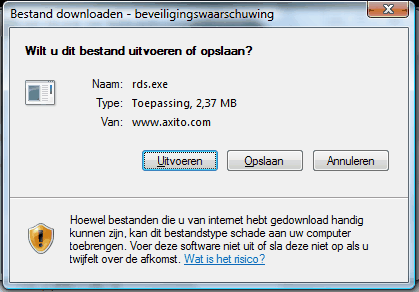 Bestand downloaden - beveiligingswaarschuwing
Wilt u dit bestand uitvoeren of opslaan?
Naam: rds.exe
Type: Toepassing, 2,37 MB
Van: www.axito.com
Uitvoeren Opslaan Annuleren
Hoewel bestanden die u van internet hebt gedownload handig
kunnen zijn, kan dit bestandstype schade aan uw computer
toebrengen. Voer deze software niet uit of sla deze niet op als u
twijfelt over de afkomst. Wat is het risico?